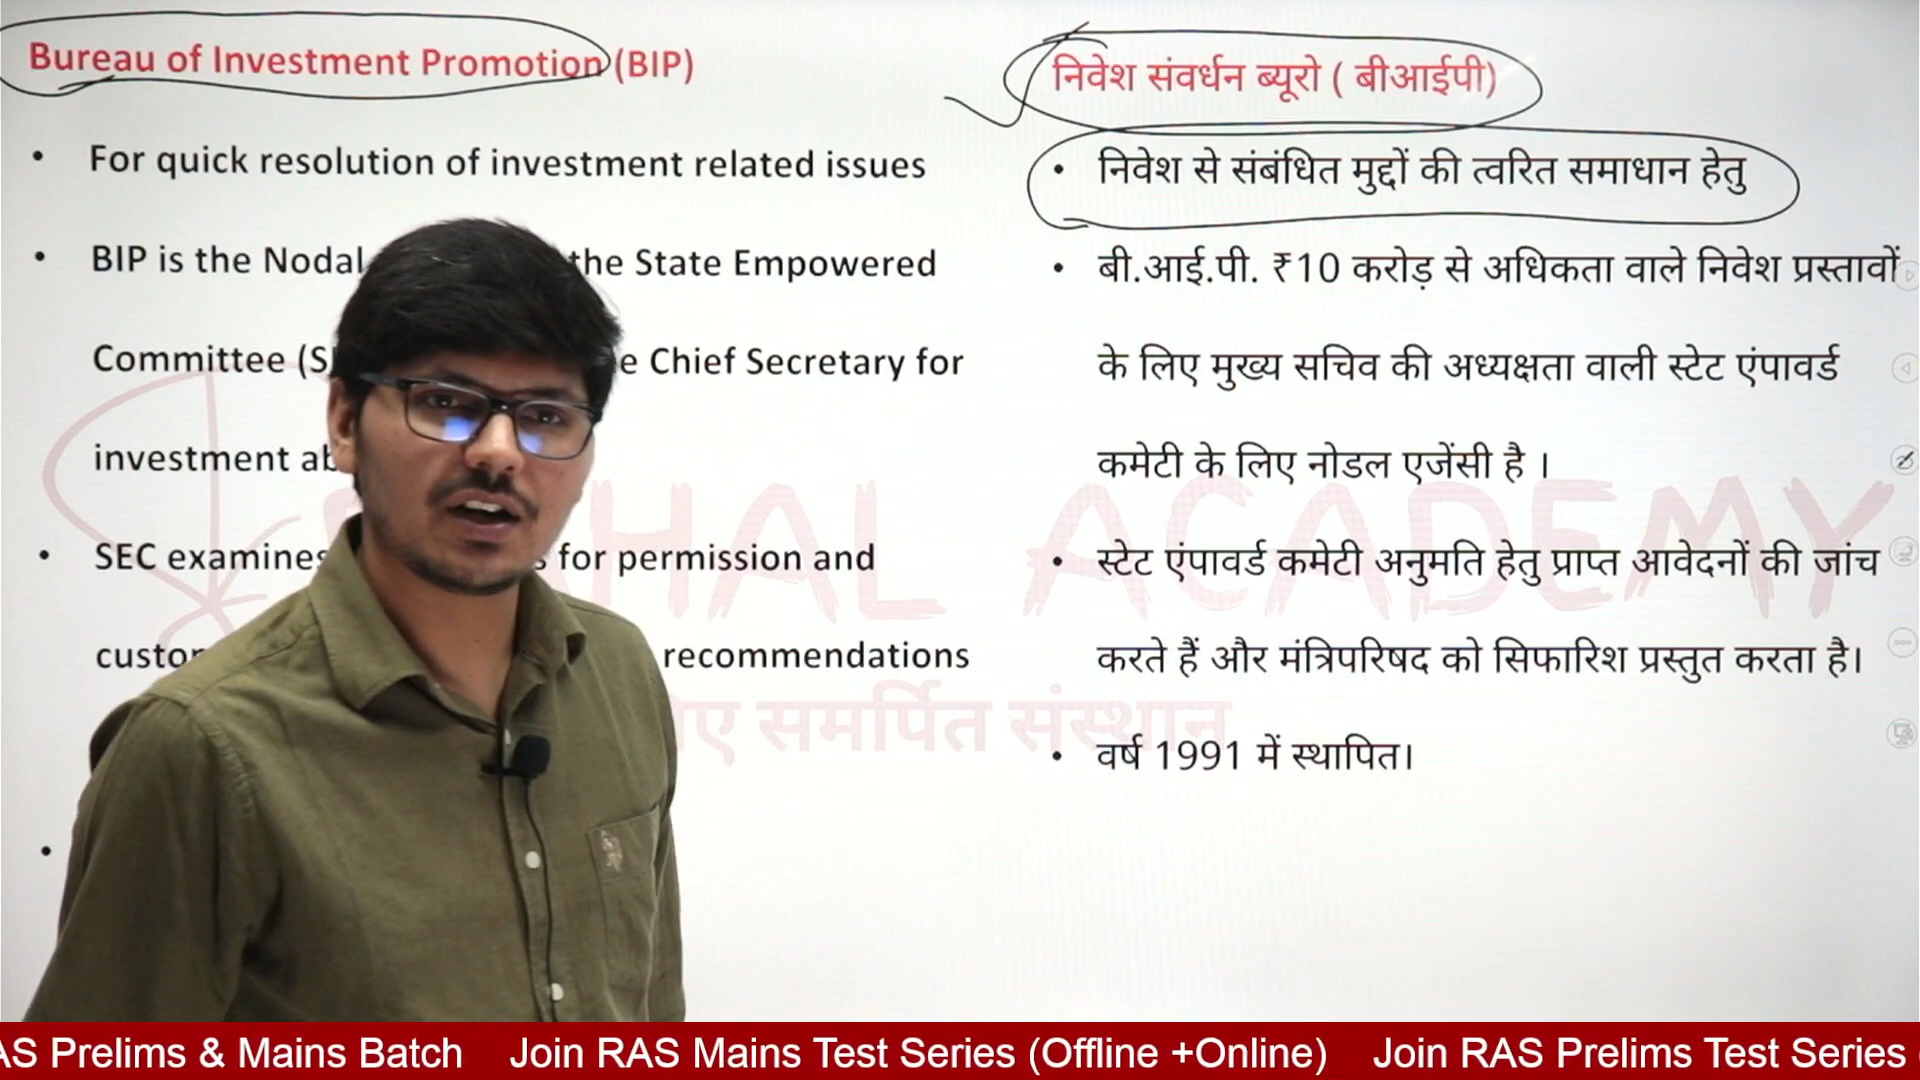 Bureau of Investment Promotion (BIP)
• For quick resolution of investment related issues
• BIP is the Nodal the State Empowered
Committee Chief Secretary for
investment
• SEC for permission and
recommendations
•
निवेश संवर्धन ब्यूरो ( बीआईपी)
• निवेश से संबंधित मुद्दों की त्वरित समाधान हेतु
• बी.आई.पी. ₹10 करोड़ से अधिकता वाले निवेश प्रस्तावों
के लिए मुख्य सचिव की अध्यक्षता वाली स्टेट एंपावर्ड
कमेटी के लिए नोडल एजेंसी है ।
• स्टेट एंपावर्ड कमेटी अनुमति हेतु प्राप्त आवेदनों की जांच
करते हैं और मंत्रिपरिषद को सिफारिश प्रस्तुत करता है।
• वर्ष 1991 में स्थापित।
ACADEMY
समर्पित संस्थान
Prelims & Mains Batch Join RAS Mains Test Series (Offline +Online) Join RAS Prelims Test Series